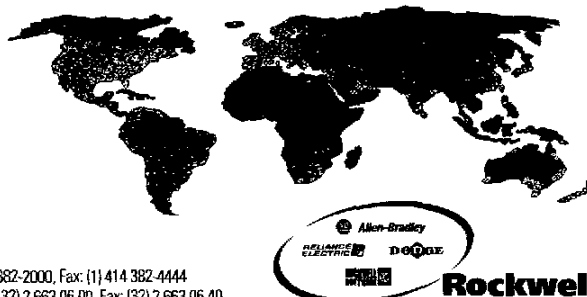 Allen-Bradley
RELIANCE
ELECTRIC
DODGE
382-2000, Fax: (1) 414 382-4444
32) 2 663 06 00, Fax: (32) 2 663 06 40
Rockwel